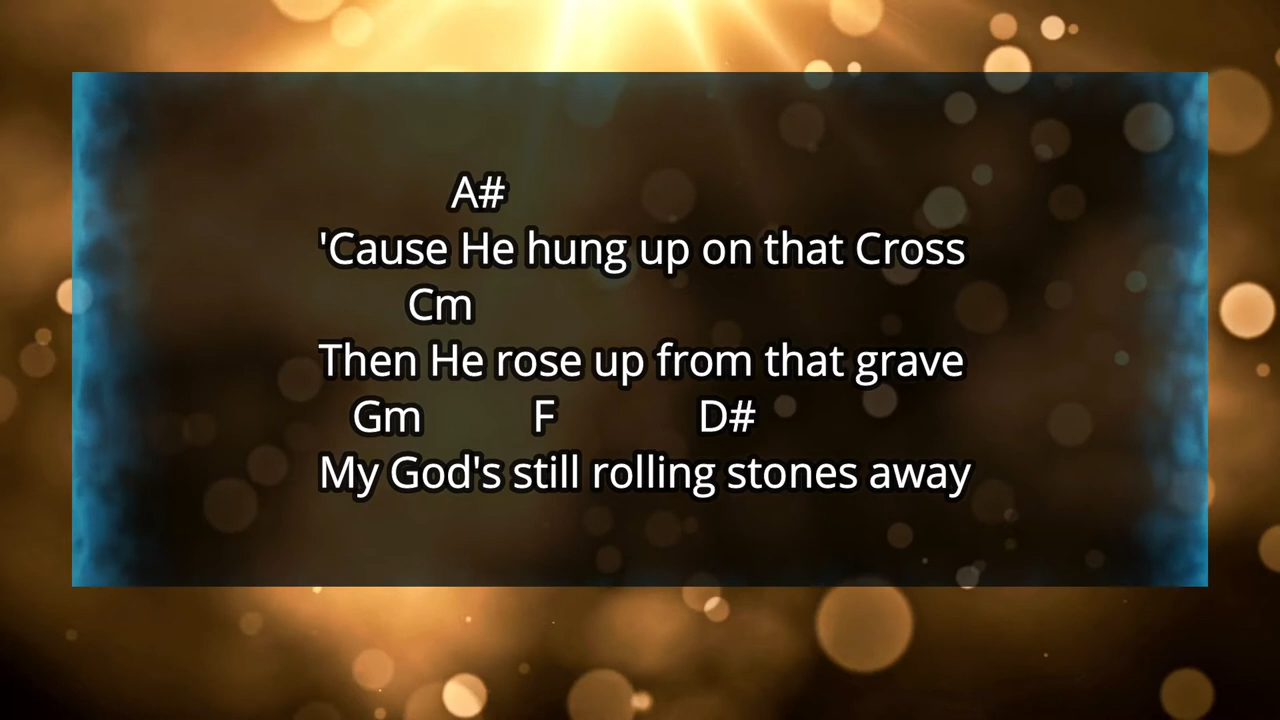 A#
'Cause He hung up on that Cross
Cm
Then He rose up from that grave
Gm F D#
My God's still rolling stones away